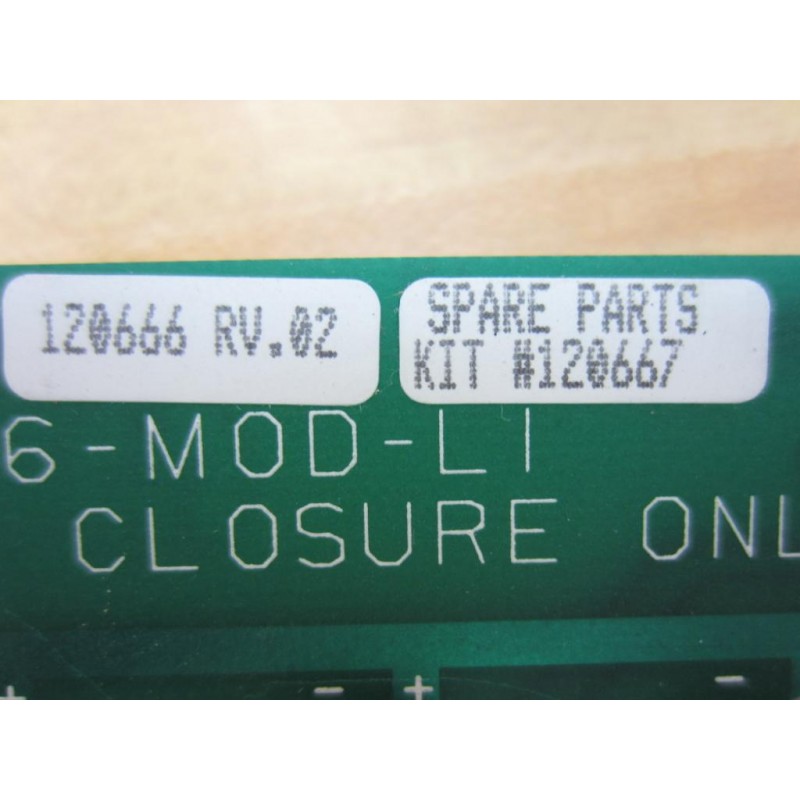 120666 RV.02
SPARE PARTS
KIT #120667
6-MOD-LI
CLOSURE ONL
+ - + -